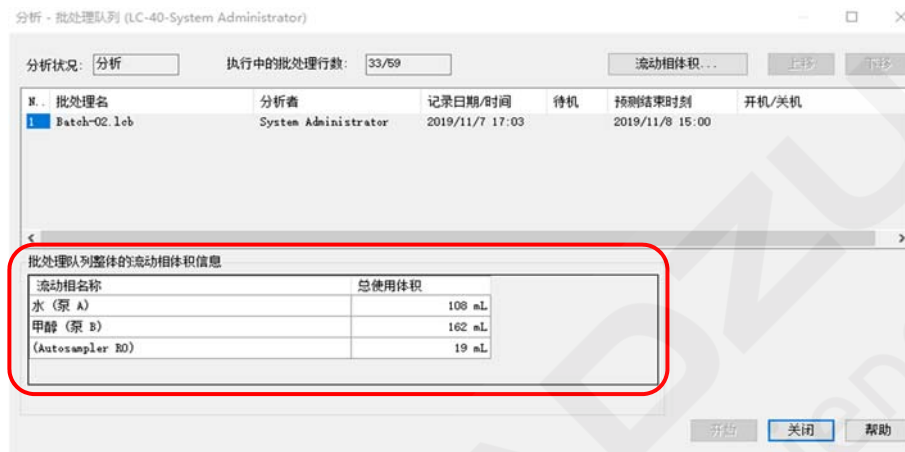 分析 - 批处理队列 (LC-40-System Administrator)
分析状况: 分析 执行中的批处理行数: 33/59 流动相体积... 上移 下移
N.. 批处理名 分析者 记录日期/时间 待机 预测结束时刻 开机/关机
1 Batch-02.lcb System Administrator 2019/11/7 17:03 2019/11/8 15:00
批处理队列整体的流动相体积信息
流动相名称 总使用体积
水 (泵 A) 108 mL
甲醇 (泵 B) 162 mL
(Autosampler R0) 19 mL
开始 关闭 帮助